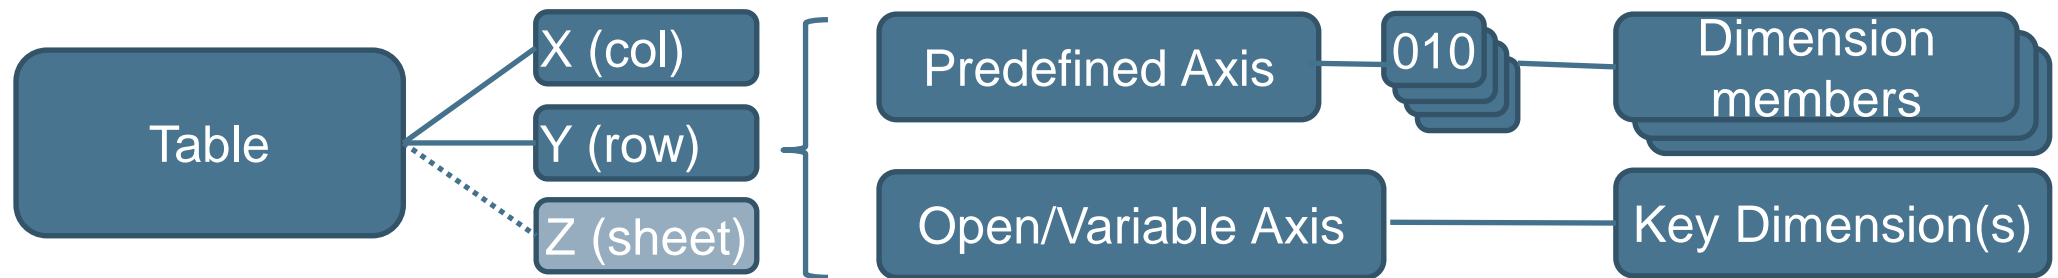 Table
X (col)
Y (row)
Z (sheet)
Predefined Axis
010
Dimension
members
Open/Variable Axis
Key Dimension(s)